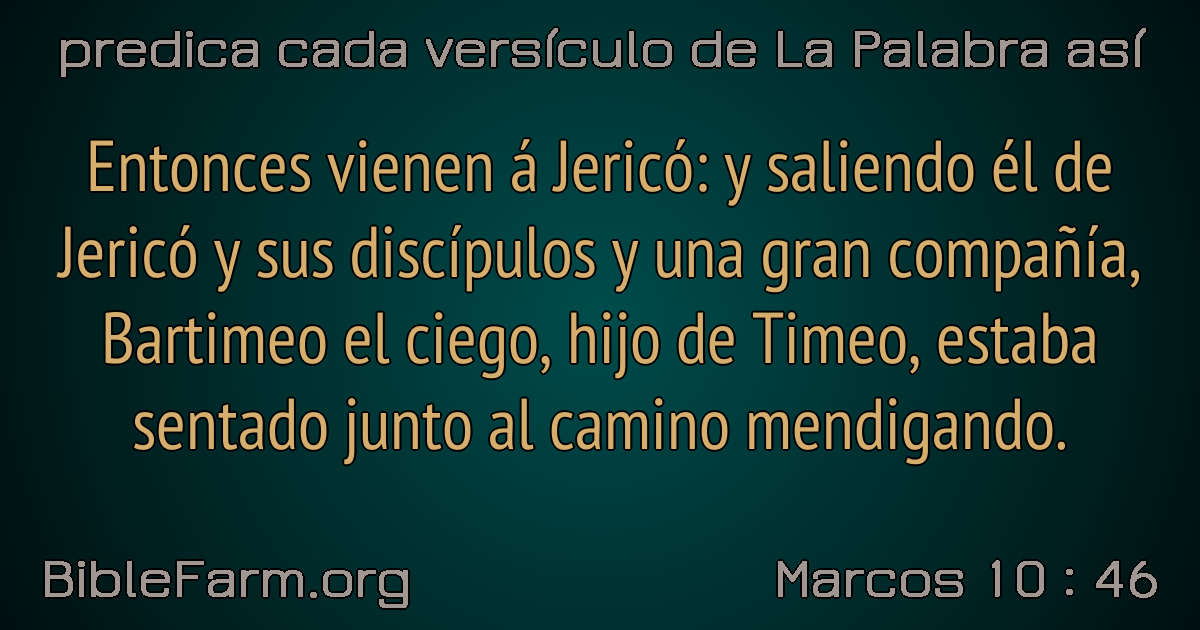 predica cada versículo de La Palabra así
Entonces vienen á Jericó: y saliendo él de
Jericó y sus discípulos y una gran compañía,
Bartimeo el ciego, hijo de Timeo, estaba
sentado junto al camino mendigando.
BibleFarm.org
Marcos 10 : 46